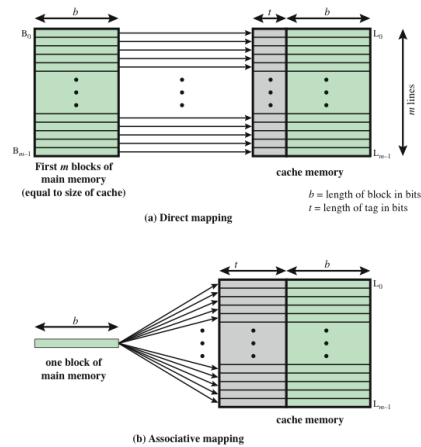 b
t
b
B0
L0
m lines
Bm–1
Lm–1
First m blocks of
main memory
(equal to size of cache)
cache memory
b = length of block in bits
t = length of tag in bits
(a) Direct mapping
t
b
L0
b
one block of
main memory
Lm–1
cache memory
(b) Associative mapping